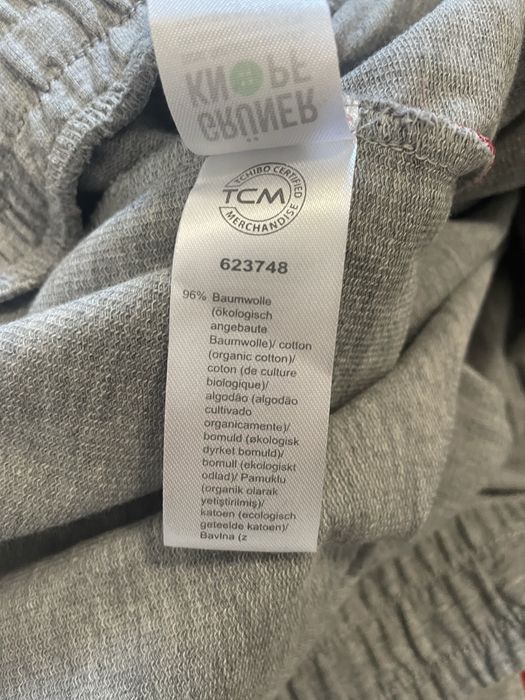 GRÜNER
KNOPF
TCHIBO CERTIFIED
TCM
MERCHANDISE
623748
96% Baumwolle
(ökologisch
angebaute
Baumwolle)/ cotton
(organic cotton)/
coton (de culture
biologique)/
algodão (algodão
cultivado
organicamente)/
bomuld (økologisk
dyrket bomuld)/
bomull (ekologiskt
odlad)/ Pamuklu
(organik olarak
yetiştirilmiş)/
katoen (ecologisch
geteelde katoen)/
Bavlna (z